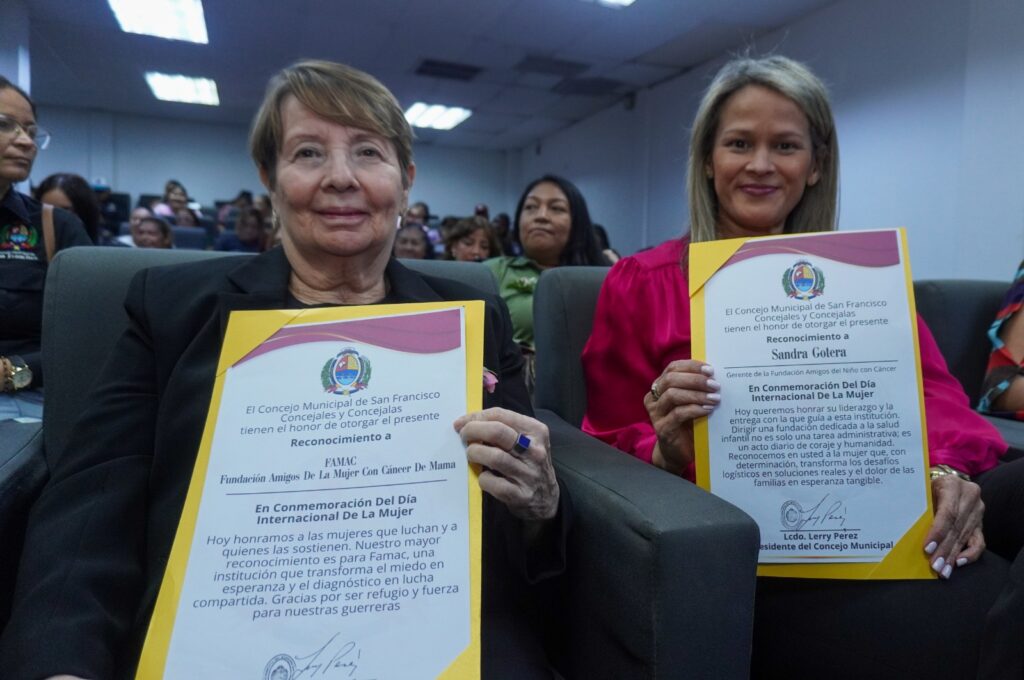 El Concejo Municipal de San Francisco
Concejales y Concejalas
tienen el honor de otorgar el presente
Reconocimiento a
FAMAC
Fundación Amigos De La Mujer Con Cáncer De Mama
En Conmemoración Del Día
Internacional De La Mujer
Hoy honramos a las mujeres que luchan y a
quienes las sostienen. Nuestro mayor
reconocimiento es para Famac, una
institución que transforma el miedo en
esperanza y el diagnóstico en lucha
compartida. Gracias por ser refugio y fuerza
para nuestras guerreras
El Concejo Municipal de San Francisco
Concejales y Concejalas
tienen el honor de otorgar el presente
Reconocimiento a
Sandra Golera
Gerente de la Fundación Amigos del Niño con Cáncer
En Conmemoración Del Día
Internacional De La Mujer
Hoy queremos honrar su liderazgo y la
entrega con la que guía a esta institución.
Dirigir una fundación dedicada a la salud
infantil no es solo una tarea administrativa; es
un acto diario de coraje y humanidad.
Reconocemos en usted a la mujer que, con
determinación, transforma los desafíos
logísticos en soluciones reales y el dolor de las
familias en esperanza tangible.
Lcdo. Lerry Perez
Presidente del Concejo Municipal